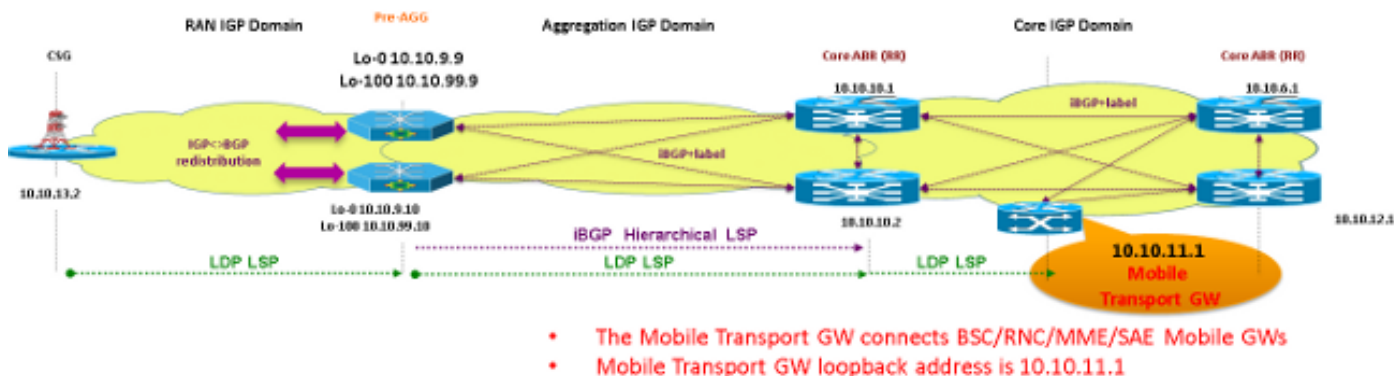 RAN IGP Domain
Pre-AGG
Aggregation IGP Domain
Core IGP Domain
CSG
Lo-0 10.10.9.9
Lo-100 10.10.99.9
Core ABR (RR)
Core ABR (RR)
10.10.10.1
10.10.6.1
iBGP+label
IGP<>BGP
redistribution
iBGP+label
10.10.13.2
Lo-0 10.10.9.10
Lo-100 10.10.99.10
10.10.10.2
10.10.12.1
iBGP Hierarchical LSP
LDP LSP
LDP LSP
LDP LSP
10.10.11.1
Mobile
Transport GW
• The Mobile Transport GW connects BSC/RNC/MME/SAE Mobile GWs
• Mobile Transport GW loopback address is 10.10.11.1